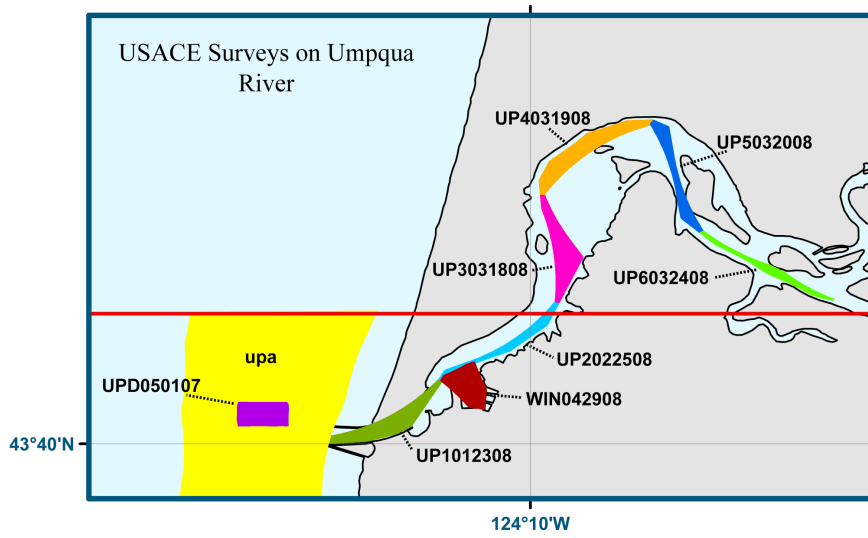 USACE Surveys on Umpqua
River
UP4031908
UP5032008
UP3031808
UP6032408
upa
UP2022508
UPD050107
WIN042908
43°40'N
UP1012308
124°10'W